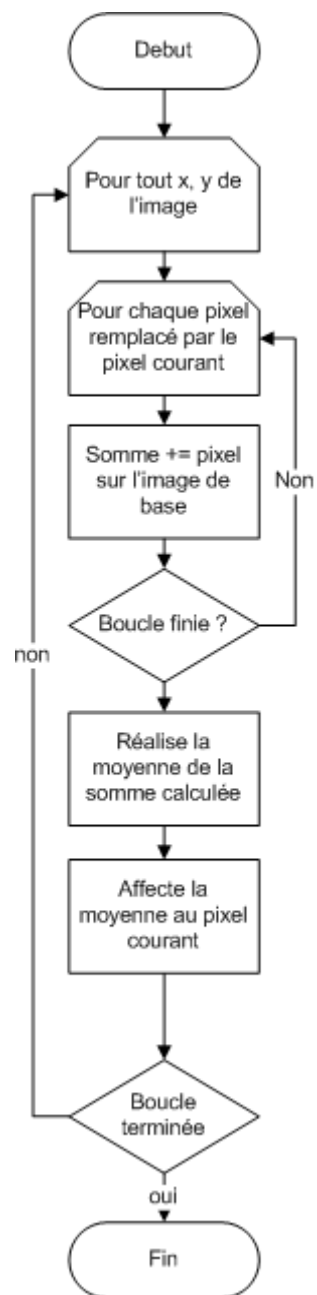 Debut
Pour tout x, y de
l'image
Pour chaque pixel
remplacé par le
pixel courant
Somme += pixel
sur l'image de
base
Non
Boucle finie ?
non
Réalise la
moyenne de la
somme calculée
Affecte la
moyenne au pixel
courant
Boucle
terminée
oui
Fin